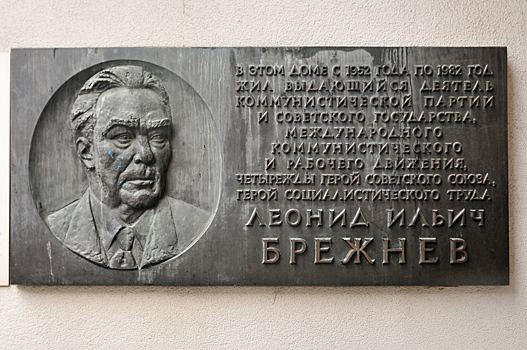 В ЭТОМ ДОМЕ С 1952 ГОДА ПО 1982 ГОД
ЖИЛ ВЫДАЮЩИЙСЯ ДЕЯТЕЛЬ
КОММУНИСТИЧЕСКОЙ ПАРТИИ
И СОВЕТСКОГО ГОСУДАРСТВА,
МЕЖДУНАРОДНОГО
КОММУНИСТИЧЕСКОГО
И РАБОЧЕГО ДВИЖЕНИЯ,
ЧЕТЫРЕЖДЫ ГЕРОЙ СОВЕТСКОГО СОЮЗА,
ГЕРОЙ СОЦИАЛИСТИЧЕСКОГО ТРУДА
ЛЕОНИД ИЛЬИЧ
БРЕЖНЕВ